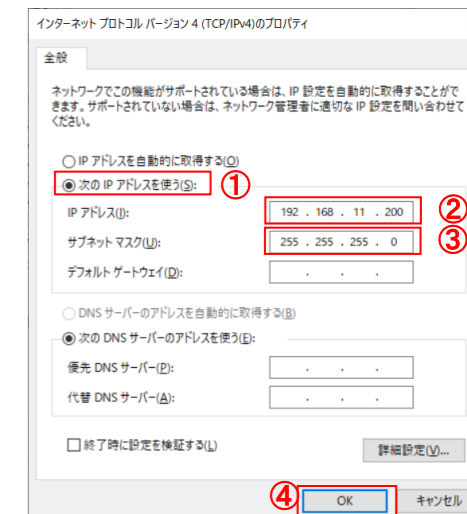 インターネット プロトコル バージョン 4 (TCP/IPv4)のプロパティ
全般
ネットワークでこの機能がサポートされている場合は、IP 設定を自動的に取得することがで
きます。サポートされていない場合は、ネットワーク管理者に適切な IP 設定を問い合わせて
ください。
IP アドレスを自動的に取得する(O)
次の IP アドレスを使う(S): ①
IP アドレス(I): 192 . 168 . 11 . 200 ②
サブネット マスク(U): 255 . 255 . 255 . 0 ③
デフォルト ゲートウェイ(D): . . .
DNS サーバーのアドレスを自動的に取得する(B)
次の DNS サーバーのアドレスを使う(E):
優先 DNS サーバー(P): . . .
代替 DNS サーバー(A): . . .
終了時に設定を検証する(L) 詳細設定(V)...
④ OK キャンセル